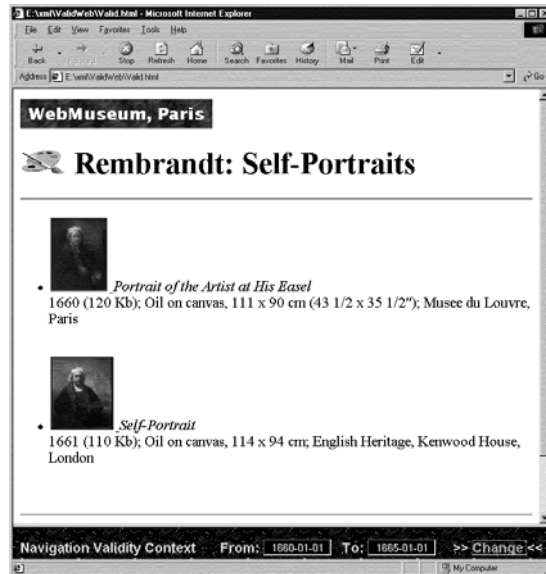 E:\xml\ValidWeb\Valid.html - Microsoft Internet Explorer
File Edit View Favorites Tools Help
Back Forward Stop Refresh Home Search Favorites History Mail Print Edit
Address E:\xml\ValidWeb\Valid.html Go
WebMuseum, Paris
Rembrandt: Self-Portraits
Portrait of the Artist at His Easel
1660 (120 Kb); Oil on canvas, 111 x 90 cm (43 1/2 x 35 1/2"); Musee du Louvre,
Paris
Self-Portrait
1661 (110 Kb); Oil on canvas, 114 x 94 cm; English Heritage, Kenwood House,
London
Navigation Validity Context From: 1660-01-01 To: 1665-01-01 >> Change <<
My Computer